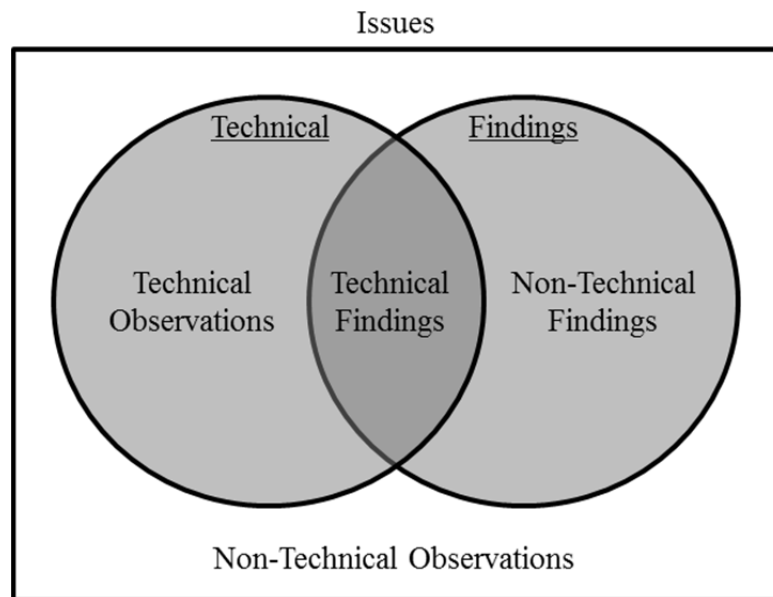 Issues
Technical
Findings
Technical
Observations
Technical
Findings
Non-Technical
Findings
Non-Technical Observations